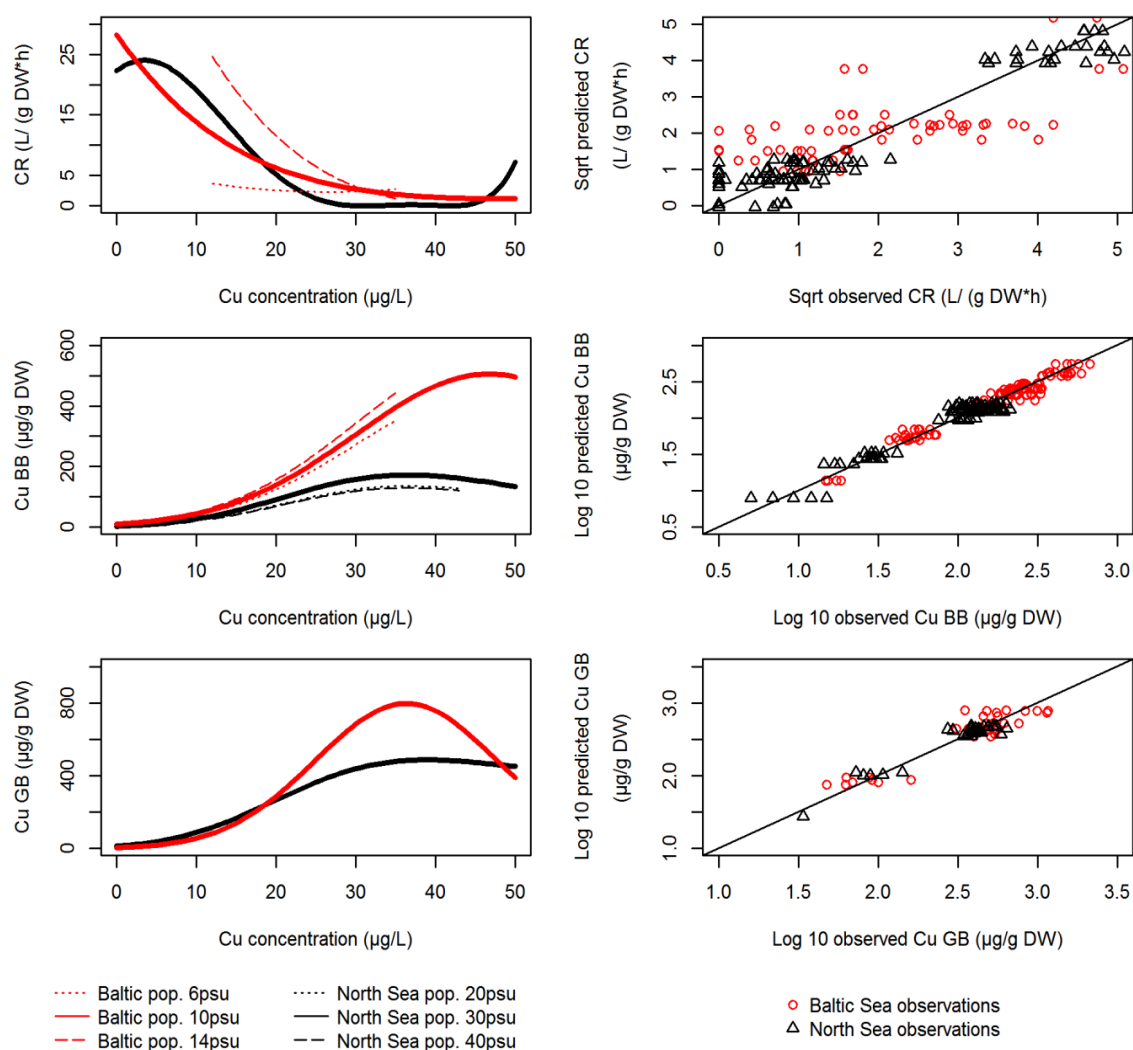 CR (L/ (g DW*h)
0 5 15 25
0 10 20 30 40 50
Cu concentration (µg/L)
Sqrt predicted CR
(L/ (g DW*h)
0 1 2 3 4 5
0 1 2 3 4 5
Sqrt observed CR (L/ (g DW*h)
Cu BB (µg/g DW)
0 200 400 600
0 10 20 30 40 50
Cu concentration (µg/L)
Log 10 predicted Cu BB
(µg/g DW)
0.5 1.5 2.5
0.5 1.0 1.5 2.0 2.5 3.0
Log 10 observed Cu BB (µg/g DW)
Cu GB (µg/g DW)
0 400 800
0 10 20 30 40 50
Cu concentration (µg/L)
Log 10 predicted Cu GB
(µg/g DW)
1.0 2.0 3.0
1.0 1.5 2.0 2.5 3.0 3.5
Log 10 observed Cu GB (µg/g DW)
Baltic pop. 6psu
Baltic pop. 10psu
Baltic pop. 14psu
North Sea pop. 20psu
North Sea pop. 30psu
North Sea pop. 40psu
Baltic Sea observations
North Sea observations